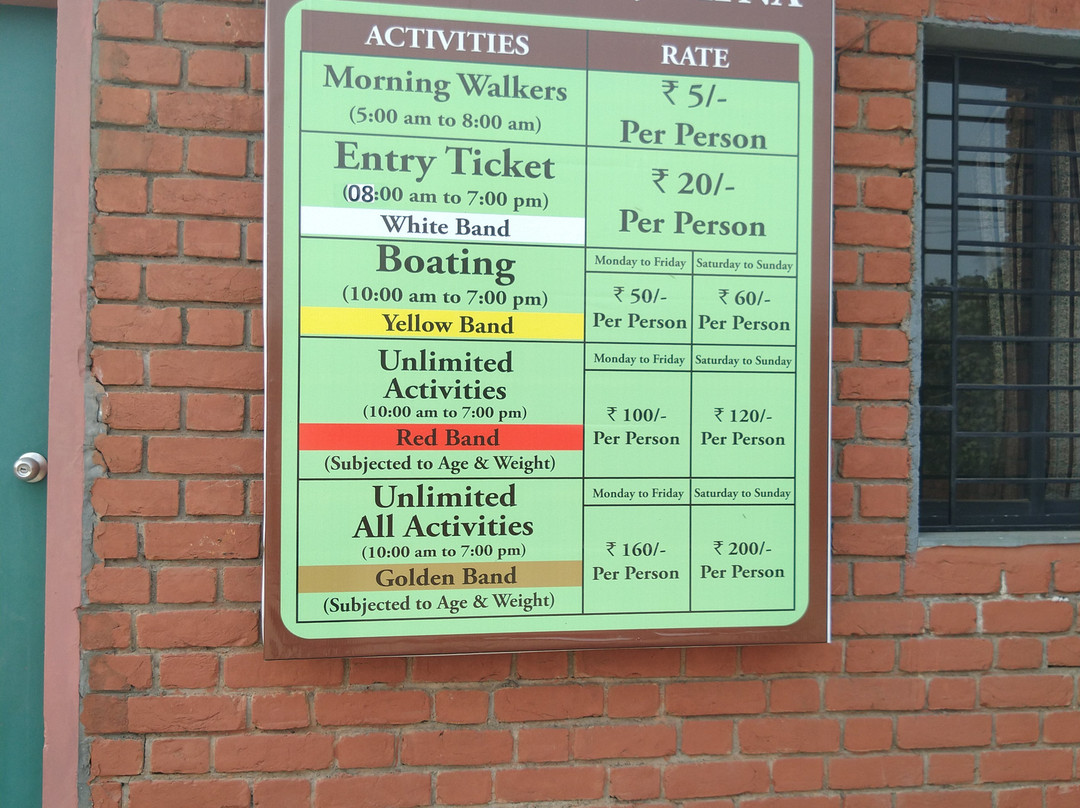 ACTIVITIES RATE
Morning Walkers
(5:00 am to 8:00 am)
₹ 5/-
Per Person
Entry Ticket
(08:00 am to 7:00 pm)
White Band
₹ 20/-
Per Person
Boating
(10:00 am to 7:00 pm)
Yellow Band
Monday to Friday Saturday to Sunday
₹ 50/- ₹ 60/-
Per Person Per Person
Unlimited
Activities
(10:00 am to 7:00 pm)
Red Band
(Subjected to Age & Weight)
Monday to Friday Saturday to Sunday
₹ 100/- ₹ 120/-
Per Person Per Person
Unlimited
All Activities
(10:00 am to 7:00 pm)
Golden Band
(Subjected to Age & Weight)
Monday to Friday Saturday to Sunday
₹ 160/- ₹ 200/-
Per Person Per Person